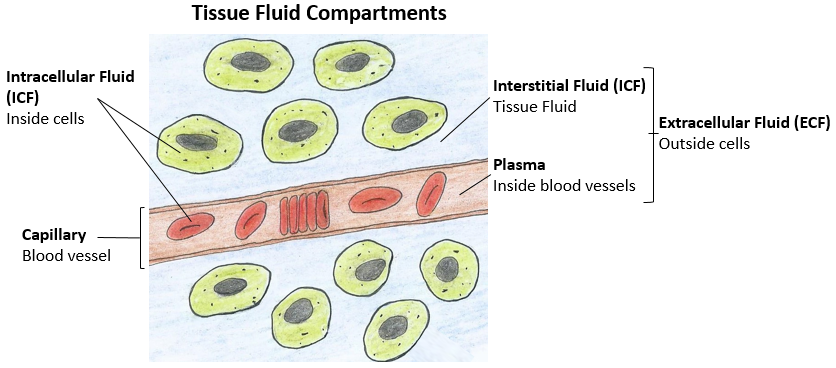 Tissue Fluid Compartments
Intracellular Fluid
(ICF)
Inside cells
Capillary
Blood vessel
Interstitial Fluid (ICF)
Tissue Fluid
Plasma
Inside blood vessels
Extracellular Fluid (ECF)
Outside cells